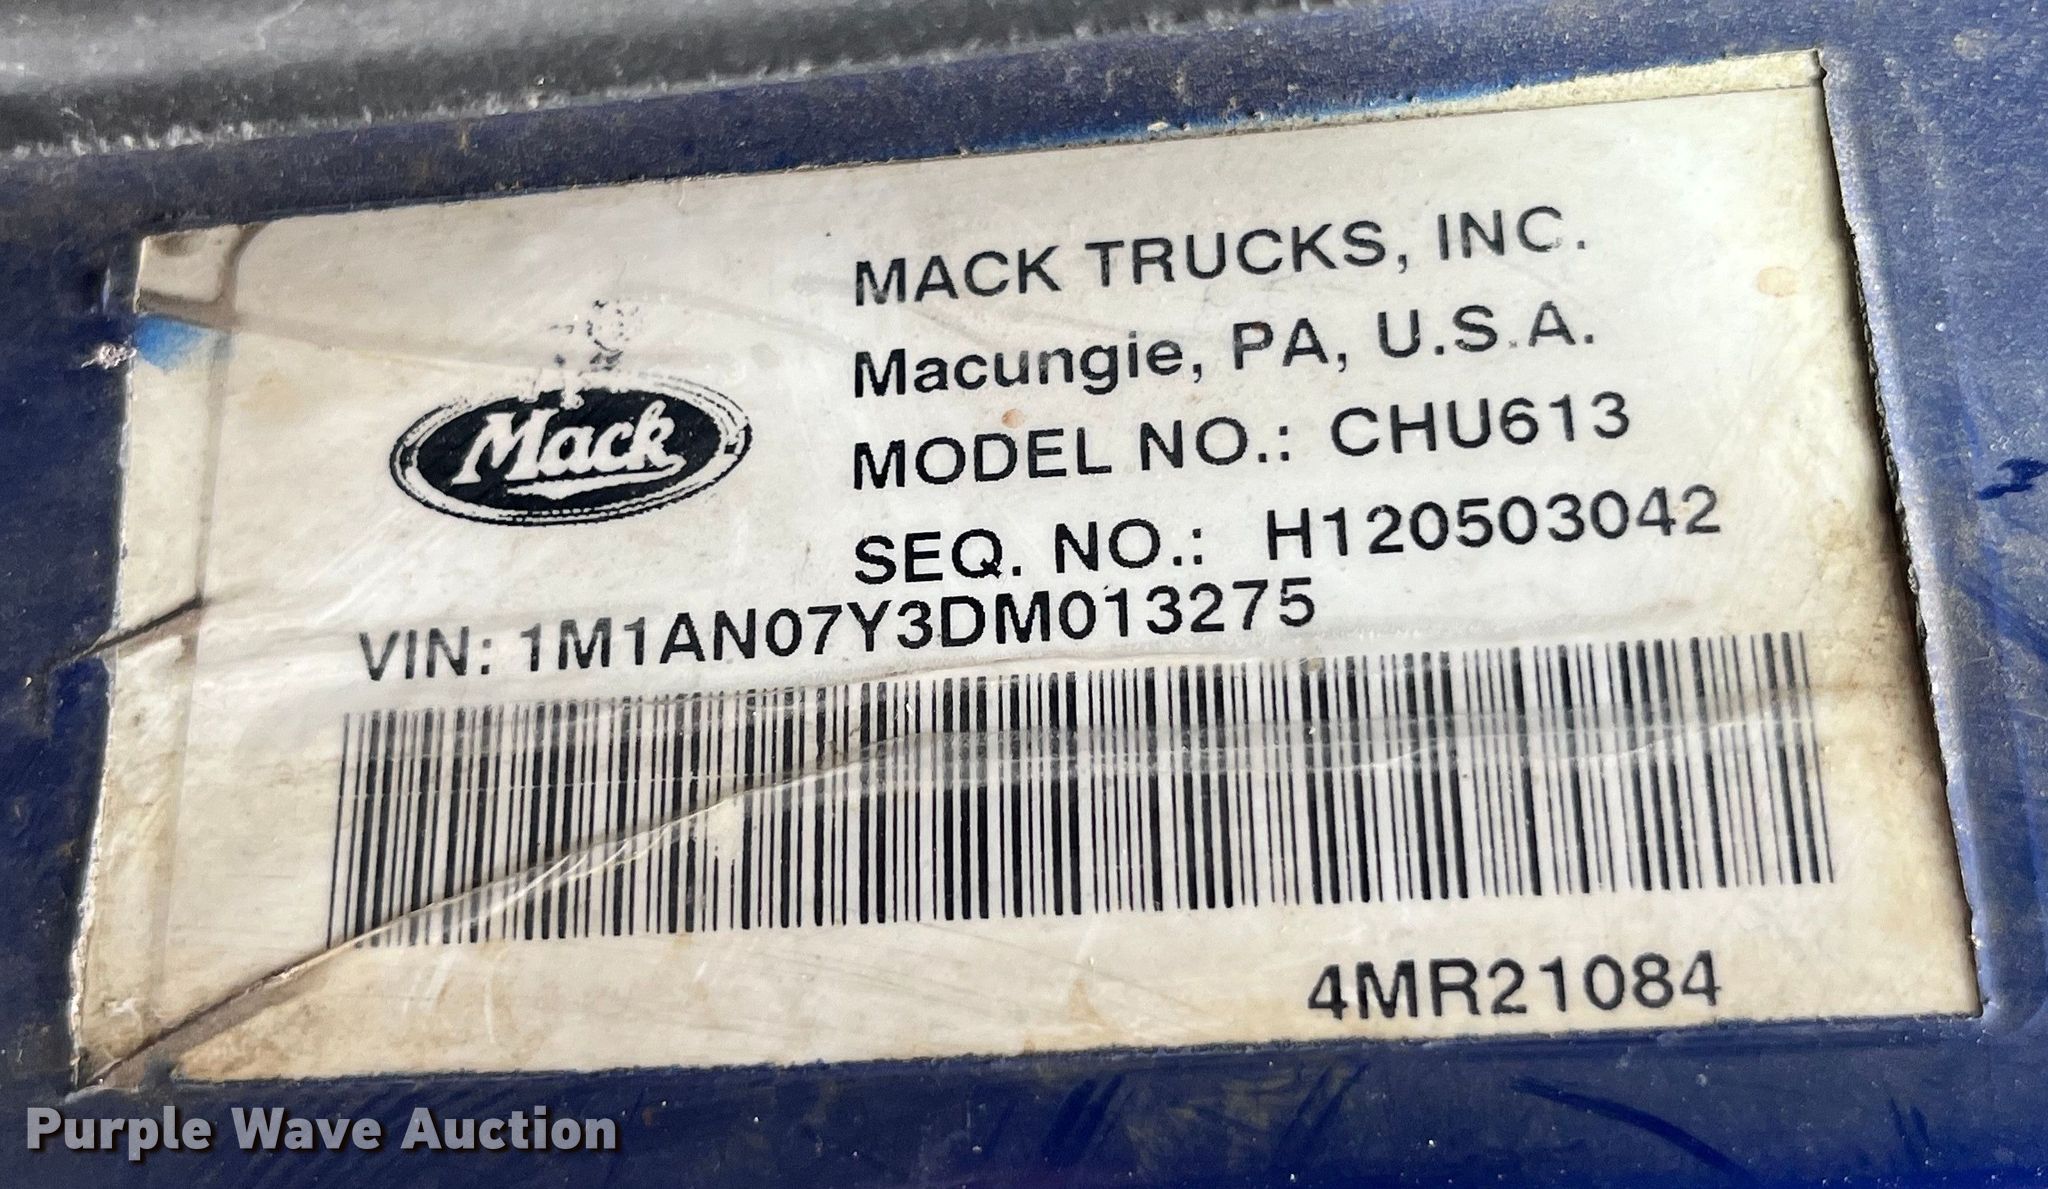 MACK TRUCKS, INC.
Macungie, PA, U.S.A.
Mack
MODEL NO.: CHU613
SEQ. NO.: H120503042
VIN: 1M1AN07Y3DM013275
4MR21084
Purple Wave Auction